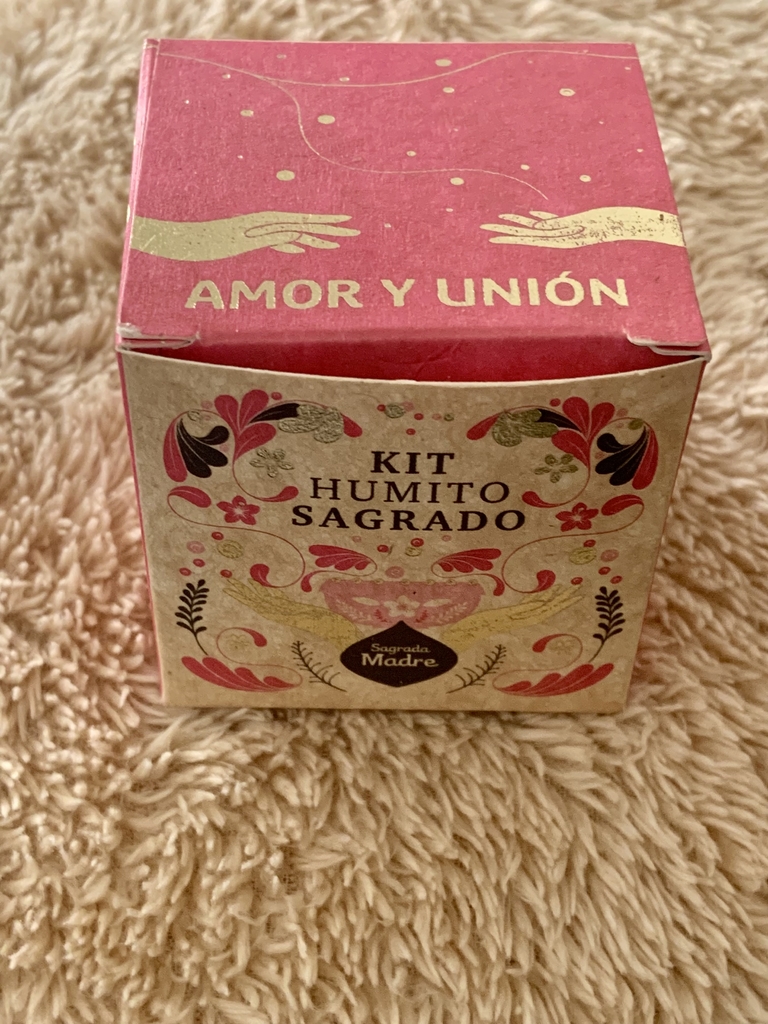 AMOR Y UNIÓN
KIT
HUMITO
SAGRADO
Sagrada
Madre